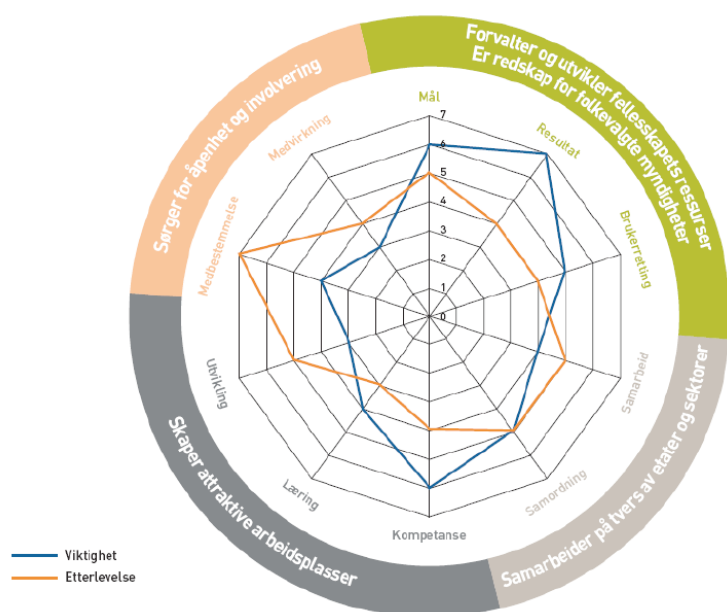 Forvalter og utvikler fellesskapets ressurser
Er redskap for folkevalgte myndigheter
Sørger for åpenhet og involvering
Mål
Resultat
Medvirkning
Brukerretting
Medbestemmelse
7
6
5
4
3
2
1
0
Samarbeid
Utvikling
Samordning
Læring
Kompetanse
Samarbeider på tvers av etater og sektorer
Skaper attraktive arbeidsplasser
Viktighet
Etterlevelse